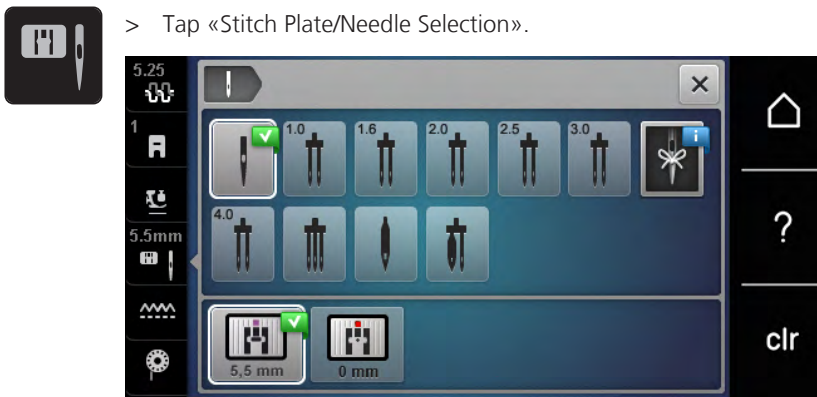 > Tap «Stitch Plate/Needle Selection».
5.25
1
5.5mm
1.0 1.6 2.0 2.5 3.0 i
4.0
5,5 mm 0 mm
?
clr